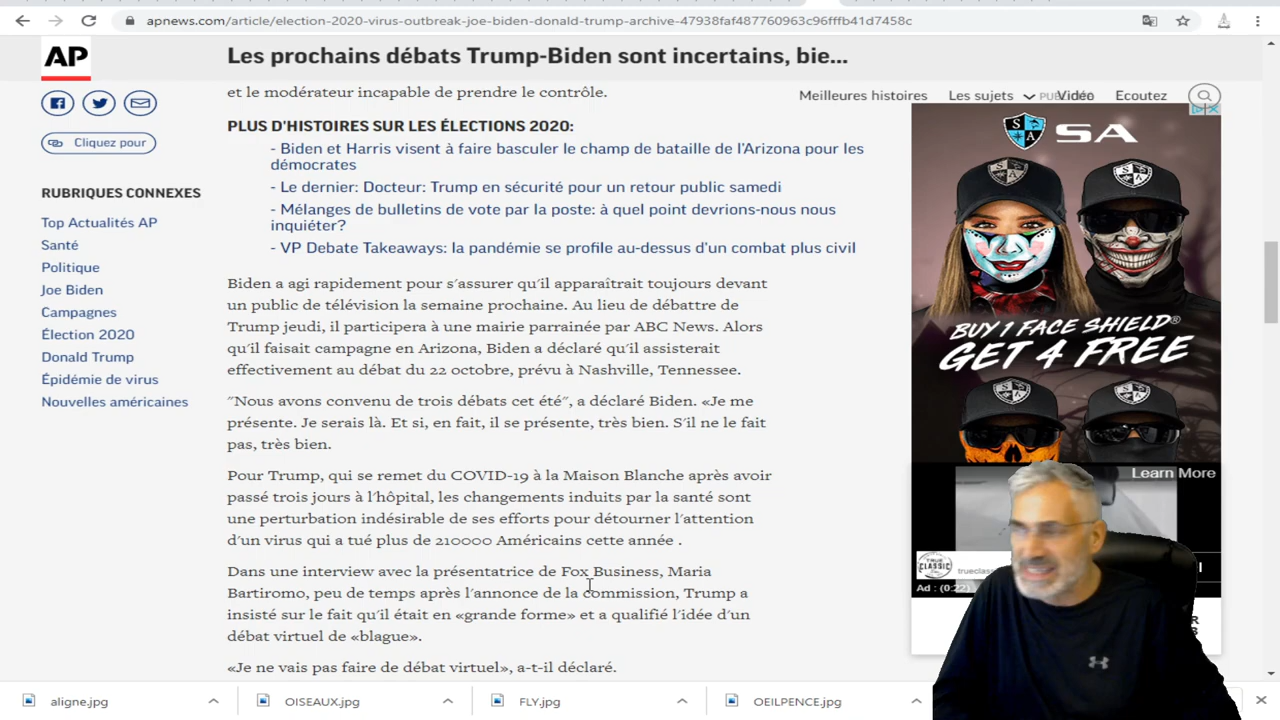 apnews.com/article/election-2020-virus-outbreak-joe-biden-donald-trump-archive-47938faf487760963c96fffb41d7458c
AP
Les prochains débats Trump-Biden sont incertains, bie...
Meilleures histoires
Les sujets
Vidéo
Ecoutez
Cliquez pour
RUBRIQUES CONNEXES
Top Actualités AP
Santé
Politique
Joe Biden
Campagnes
Élection 2020
Donald Trump
Épidémie de virus
Nouvelles américaines
et le modérateur incapable de prendre le contrôle.
PLUS D'HISTOIRES SUR LES ÉLECTIONS 2020:
- Biden et Harris visent à faire basculer le champ de bataille de l'Arizona pour les
démocrates
- Le dernier: Docteur: Trump en sécurité pour un retour public samedi
- Mélanges de bulletins de vote par la poste: à quel point devrions-nous nous
inquiéter?
- VP Debate Takeaways: la pandémie se profile au-dessus d'un combat plus civil
Biden a agi rapidement pour s'assurer qu'il apparaîtrait toujours devant
un public de télévision la semaine prochaine. Au lieu de débattre de
Trump jeudi, il participera à une mairie parrainée par ABC News. Alors
qu'il faisait campagne en Arizona, Biden a déclaré qu'il assisterait
effectivement au débat du 22 octobre, prévu à Nashville, Tennessee.
"Nous avons convenu de trois débats cet été", a déclaré Biden. «Je me
présente. Je serais là. Et si, en fait, il se présente, très bien. S'il ne le fait
pas, très bien.
Pour Trump, qui se remet du COVID-19 à la Maison Blanche après avoir
passé trois jours à l'hôpital, les changements induits par la santé sont
une perturbation indésirable de ses efforts pour détourner l'attention
d'un virus qui a tué plus de 210000 Américains cette année .
Dans une interview avec la présentatrice de Fox Business, Maria
Bartiromo, peu de temps après l'annonce de la commission, Trump a
insisté sur le fait qu'il était en «grande forme» et a qualifié l'idée d'un
débat virtuel de «blague».
«Je ne vais pas faire de débat virtuel», a-t-il déclaré.
SA
BUY 1 FACE SHIELD®
GET 4 FREE
Learn More
TRUE
CLASSIC
trueclass
Ad : (0:22)
aligne.jpg
OISEAUX.jpg
FLY.jpg
OEILPENCE.jpg